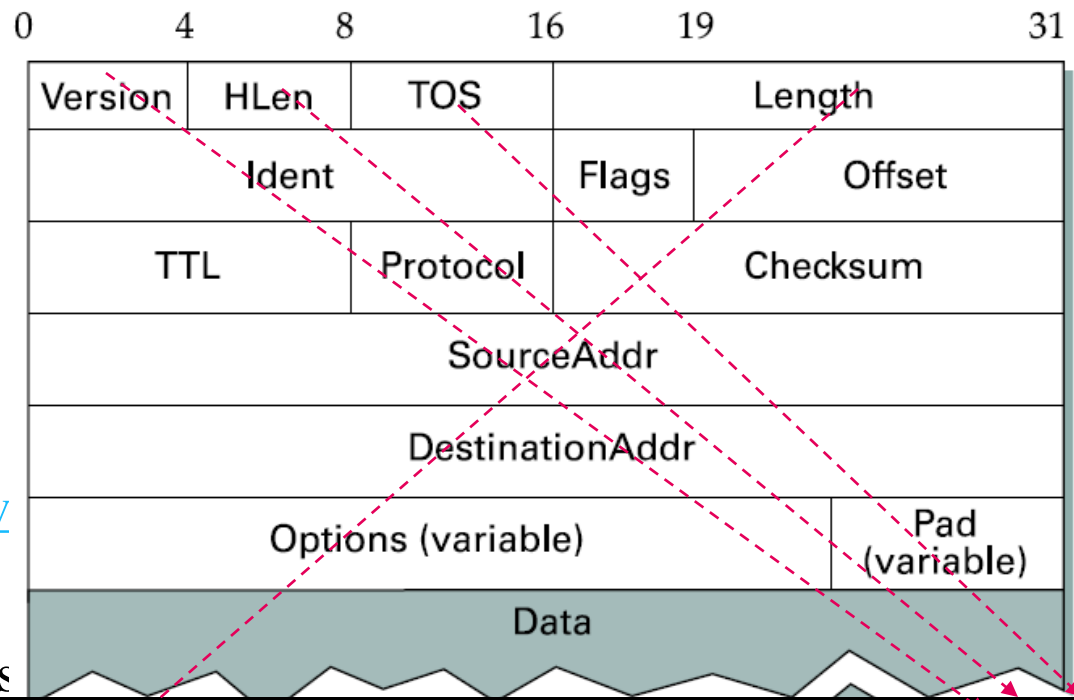 0 4 8 16 19 31
Version HLen TOS Length
Ident Flags Offset
TTL Protocol Checksum
SourceAddr
DestinationAddr
Options (variable) Pad
(variable)
Data